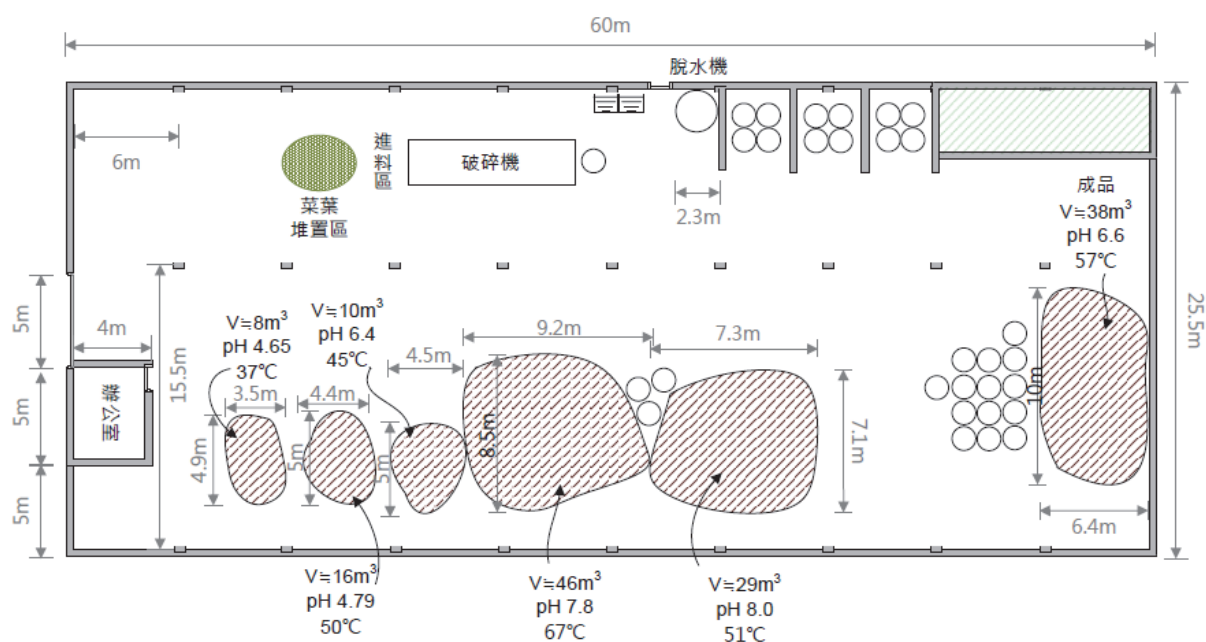 60m
脫水機
6m
菜葉
堆置區
進料區
破碎機
2.3m
成品
V≒38m³
pH 6.6
57℃
25.5m
5m
4m
5m
辦公室
5m
15.5m
V≒8m³
pH 4.65
37℃
3.5m
4.9m
V≒10m³
pH 6.4
45℃
4.4m
5m
4.5m
5m
9.2m
8.5m
7.3m
7.1m
10m
6.4m
V≒16m³
pH 4.79
50℃
V≒46m³
pH 7.8
67℃
V≒29m³
pH 8.0
51℃